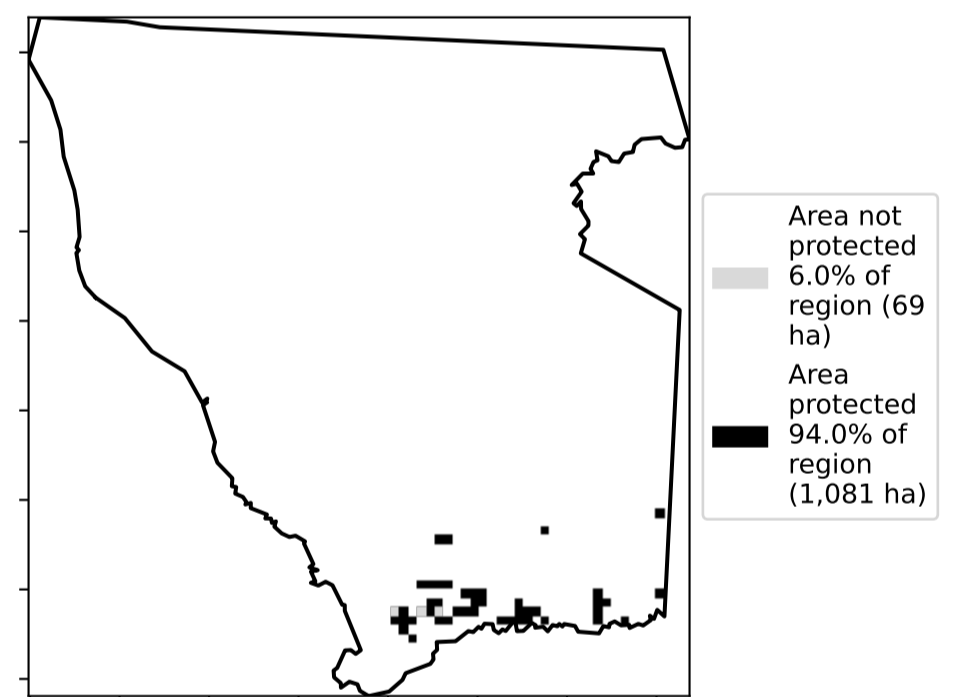 Area not
protected
6.0% of
region (69
ha)
Area
protected
94.0% of
region
(1,081 ha)